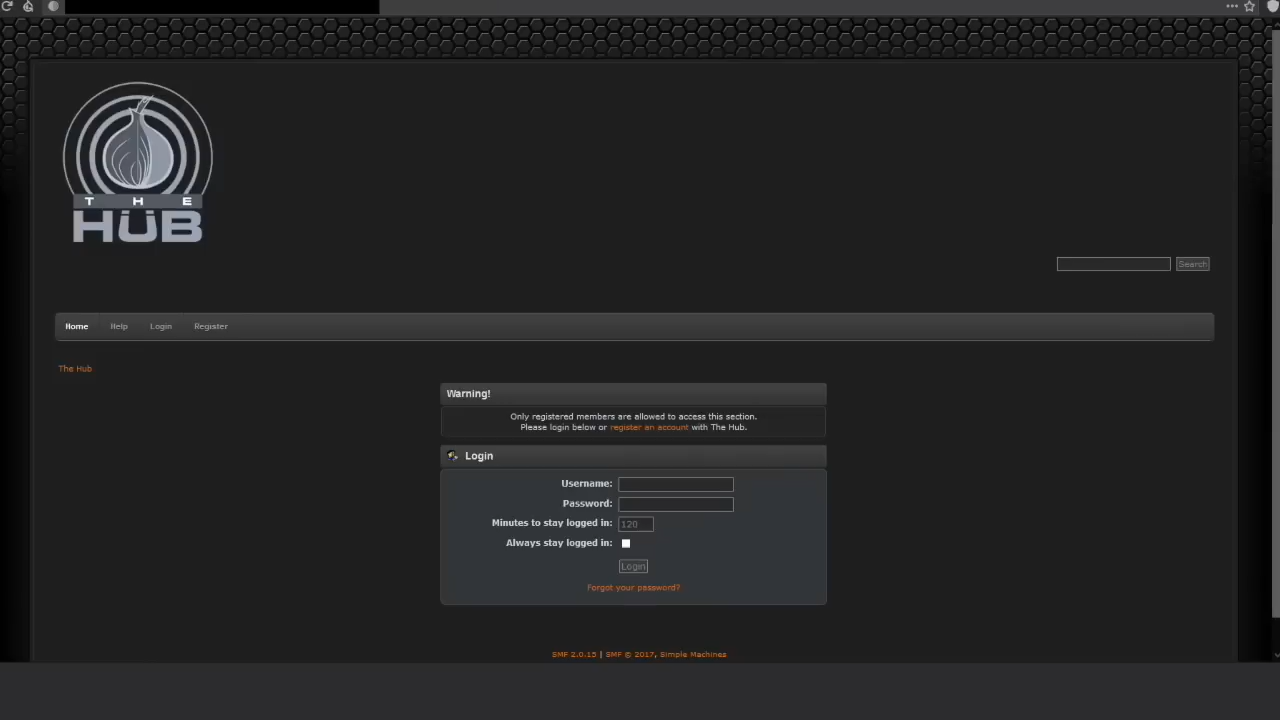 THE
HUB
Search
Home Help Login Register
The Hub
Warning!
Only registered members are allowed to access this section.
Please login below or register an account with The Hub.
Login
Username:
Password:
Minutes to stay logged in: 120
Always stay logged in:
Login
Forgot your password?
SMF 2.0.15 | SMF © 2017, Simple Machines